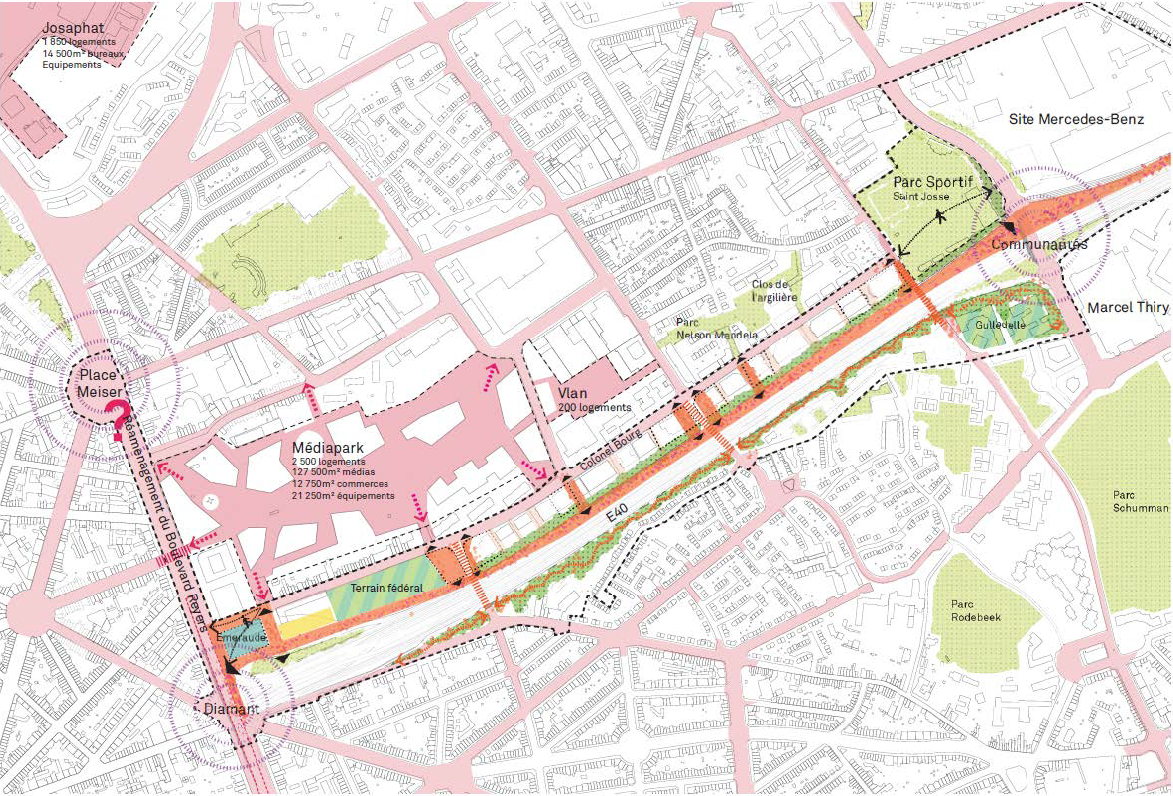 Josaphat
1 850 logements
14 500m² bureaux
Equipements
Site Mercedes-Benz
Parc Sportif
Saint Josse
Communautés
Clos de
l'argilière
Marcel Thiry
Parc
Nelson Mandela
Gulledelle
Place
Meiser
?
Vlan
200 logements
Réaménagement du Boulevard Reyers
Médiapark
2 500 logements
127 500m² médias
12 750m² commerces
21 250m² équipements
Colonel Bourg
E40
Parc
Schumman
Terrain fédéral
Parc
Rodebeek
Emeraude
Diamant